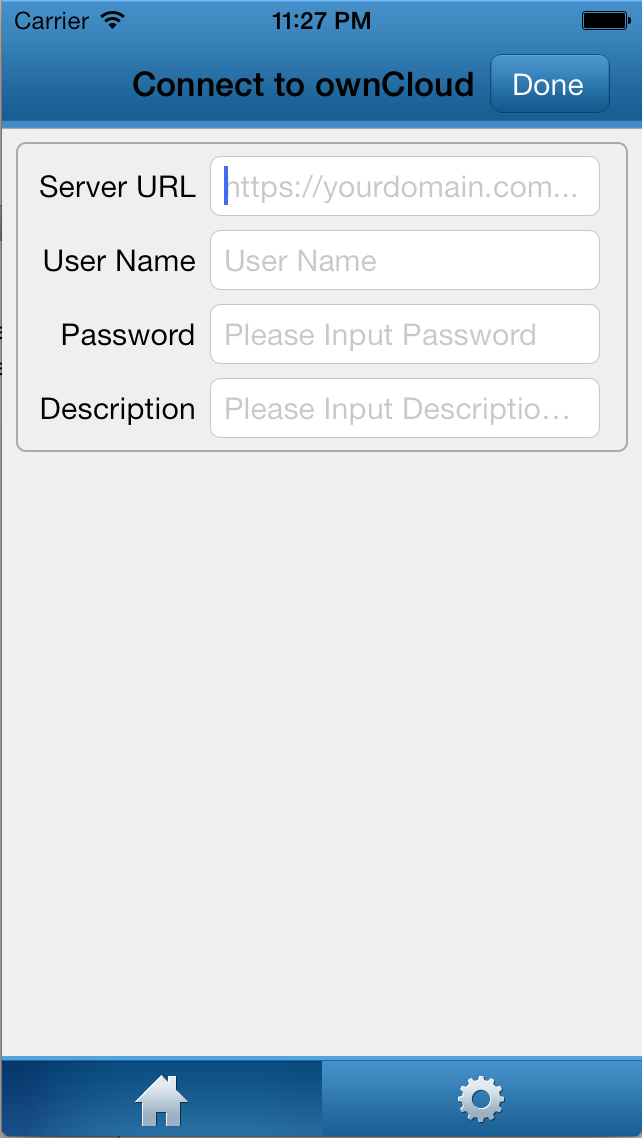 Carrier 11:27 PM
Connect to ownCloud Done
Server URL https://yourdomain.com...
User Name User Name
Password Please Input Password
Description Please Input Descriptio...